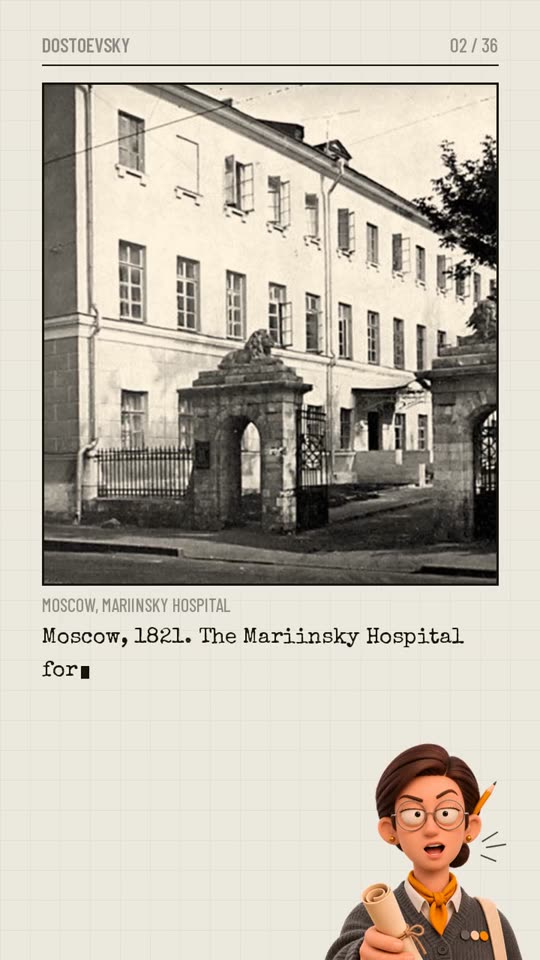 DOSTOEVSKY
02 / 36
MOSCOW, MARIINSKY HOSPITAL
Moscow, 1821. The Mariinsky Hospital
for